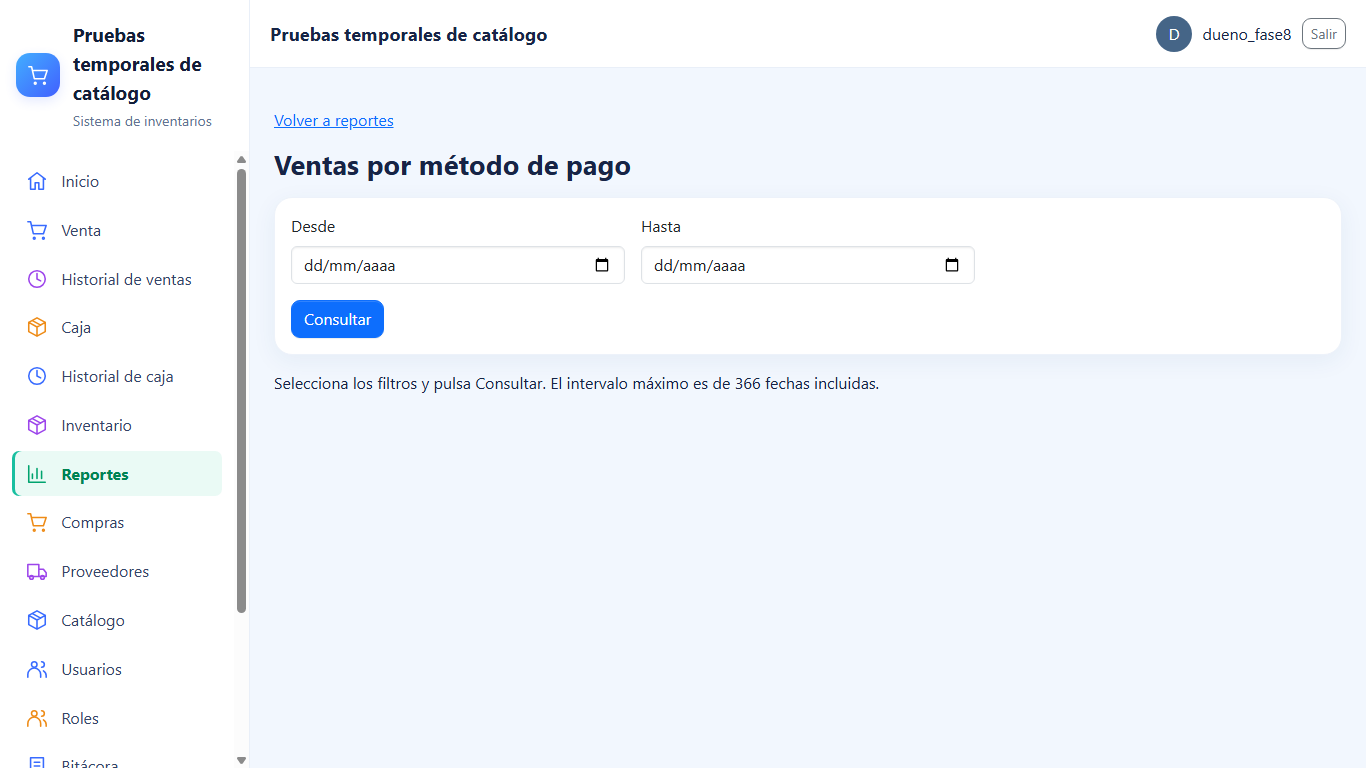 Pruebas
temporales de
catálogo
Sistema de inventarios
Inicio
Venta
Historial de ventas
Caja
Historial de caja
Inventario
Reportes
Compras
Proveedores
Catálogo
Usuarios
Roles
Bitácora
Pruebas temporales de catálogo
D dueno_fase8 Salir
Volver a reportes
Ventas por método de pago
Desde Hasta
dd/mm/aaaa dd/mm/aaaa
Consultar
Selecciona los filtros y pulsa Consultar. El intervalo máximo es de 366 fechas incluidas.